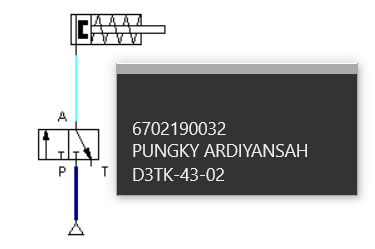 A
P T
6702190032
PUNGKY ARDIYANSAH
D3TK-43-02